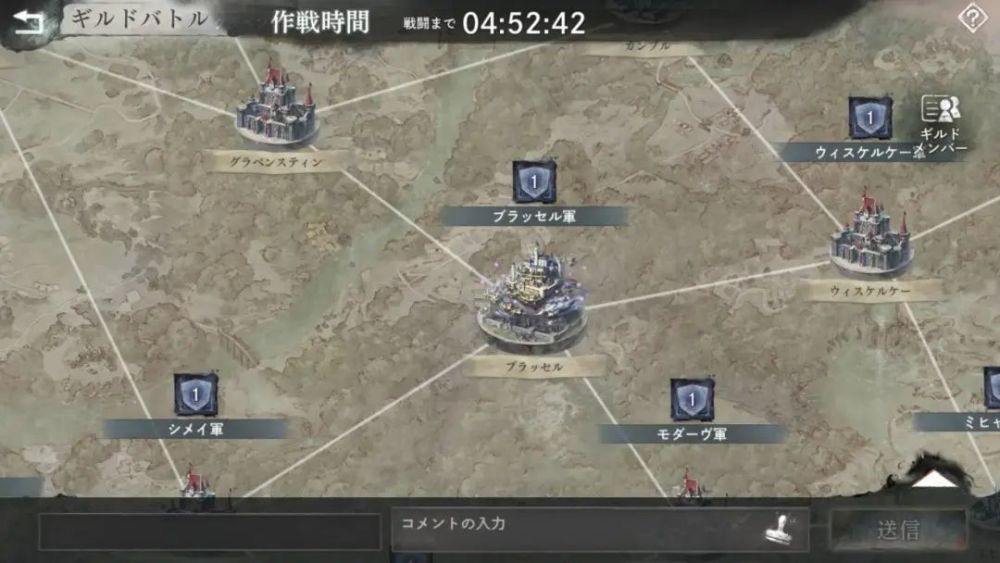 ギルドバトル
作戦時間
戦闘まで 04:52:42
?
カンブル
グラベンスティン
1
ウィスケルケー軍
ギルド
メンバー
1
ブラッセル軍
ウィスケルケー
ブラッセル
1
シメイ軍
1
モダーヴ軍
ミヒャ
コメントの入力
送信